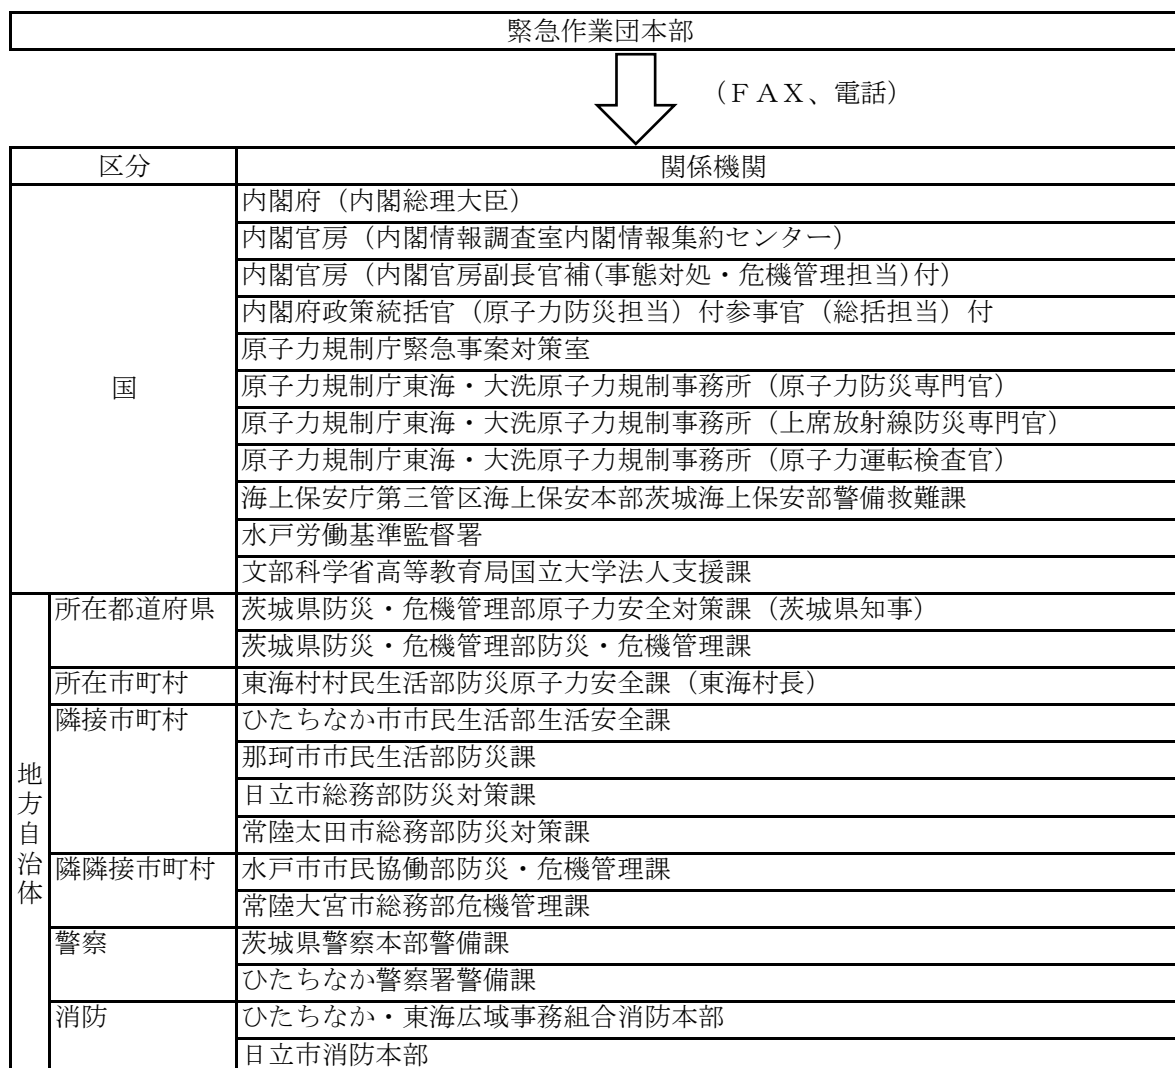 緊急作業団本部
（ＦＡＸ、電話）
区分 関係機関
国
内閣府（内閣総理大臣）
内閣官房（内閣情報調査室内閣情報集約センター）
内閣官房（内閣官房副長官補(事態対処・危機管理担当)付）
内閣府政策統括官（原子力防災担当）付参事官（総括担当）付
原子力規制庁緊急事案対策室
原子力規制庁東海・大洗原子力規制事務所（原子力防災専門官）
原子力規制庁東海・大洗原子力規制事務所（上席放射線防災専門官）
原子力規制庁東海・大洗原子力規制事務所（原子力運転検査官）
海上保安庁第三管区海上保安本部茨城海上保安部警備救難課
水戸労働基準監督署
文部科学省高等教育局国立大学法人支援課
地方自治体
所在都道府県 茨城県防災・危機管理部原子力安全対策課（茨城県知事）
茨城県防災・危機管理部防災・危機管理課
所在市町村 東海村村民生活部防災原子力安全課（東海村長）
隣接市町村 ひたちなか市市民生活部生活安全課
那珂市市民生活部防災課
日立市総務部防災対策課
常陸太田市総務部防災対策課
隣隣接市町村 水戸市市民協働部防災・危機管理課
常陸大宮市総務部危機管理課
警察 茨城県警察本部警備課
ひたちなか警察署警備課
消防 ひたちなか・東海広域事務組合消防本部
日立市消防本部